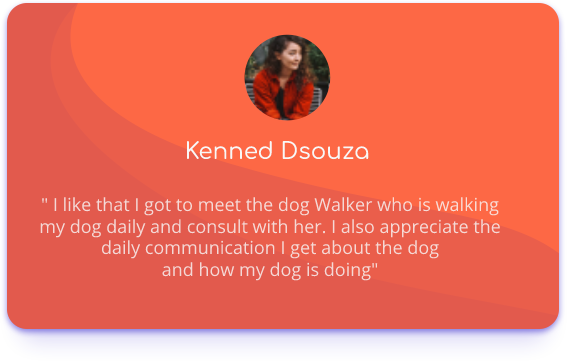 Kenned Dsouza
" I like that I got to meet the dog Walker who is walking
my dog daily and consult with her. I also appreciate the
daily communication I get about the dog
and how my dog is doing"